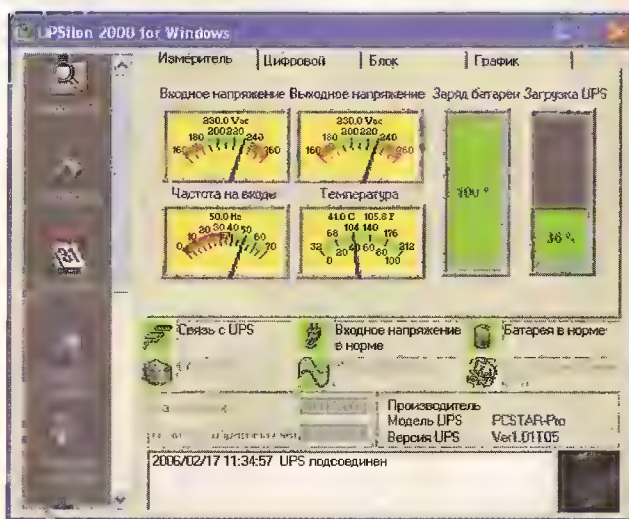 UPSilon 2000 for Windows
Измеритель Цифровой Блок График
Входное напряжение Выходное напряжение Заряд батареи Загрузка UPS
230.0 Vac 230.0 Vac
160 180 200 220 240 260 160 180 200 220 240 260
100 % 36 %
Частота на входе Температура
50.0 Hz 41.0 C 105.8 F
0 10 20 30 40 50 60 70
32 68 104 140 176 212
0 20 40 60 80 100
31
Связь с UPS Входное напряжение в норме Батарея в норме
Производитель
Модель UPS PCSTAR-Pro
Версия UPS Ver1.01T05
2006/02/17 11:34:57 UPS подсоединен